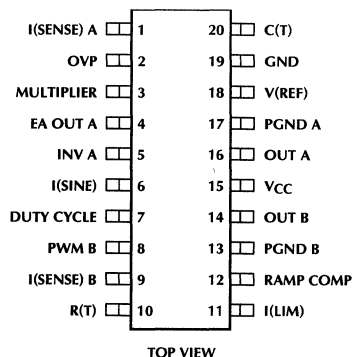 I(SENSE) A 1 20 C(T)
OVP 2 19 GND
MULTIPLIER 3 18 V(REF)
EA OUT A 4 17 PGND A
INV A 5 16 OUT A
I(SINE) 6 15 VCC
DUTY CYCLE 7 14 OUT B
PWM B 8 13 PGND B
I(SENSE) B 9 12 RAMP COMP
R(T) 10 11 I(LIM)
TOP VIEW